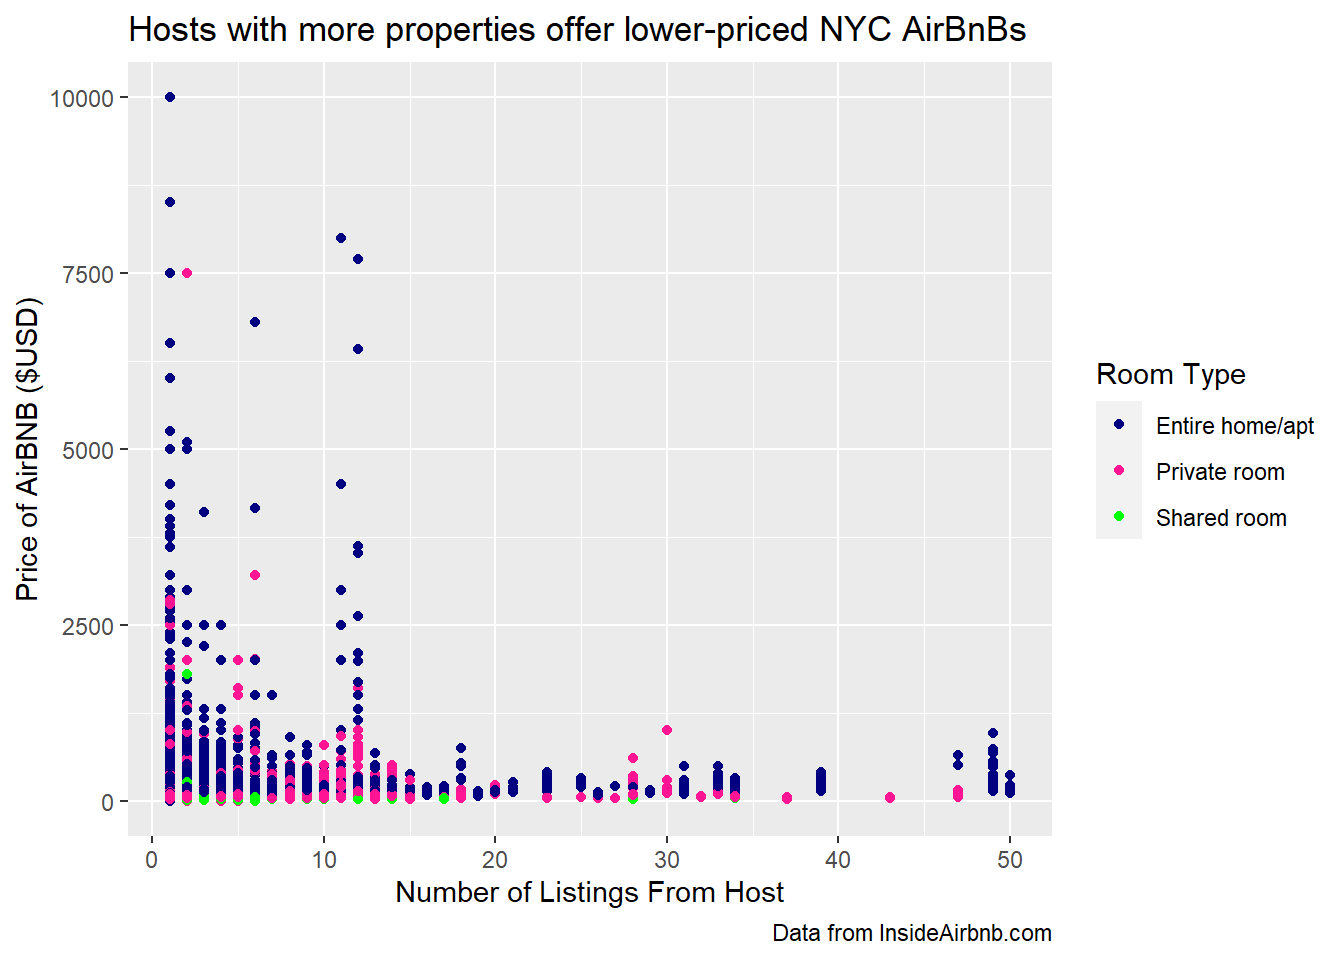 Hosts with more properties offer lower-priced NYC AirBnBs
Price of AirBNB ($USD)
10000
7500
5000
2500
0
0 10 20 30 40 50
Number of Listings From Host
Room Type
Entire home/apt
Private room
Shared room
Data from InsideAirbnb.com